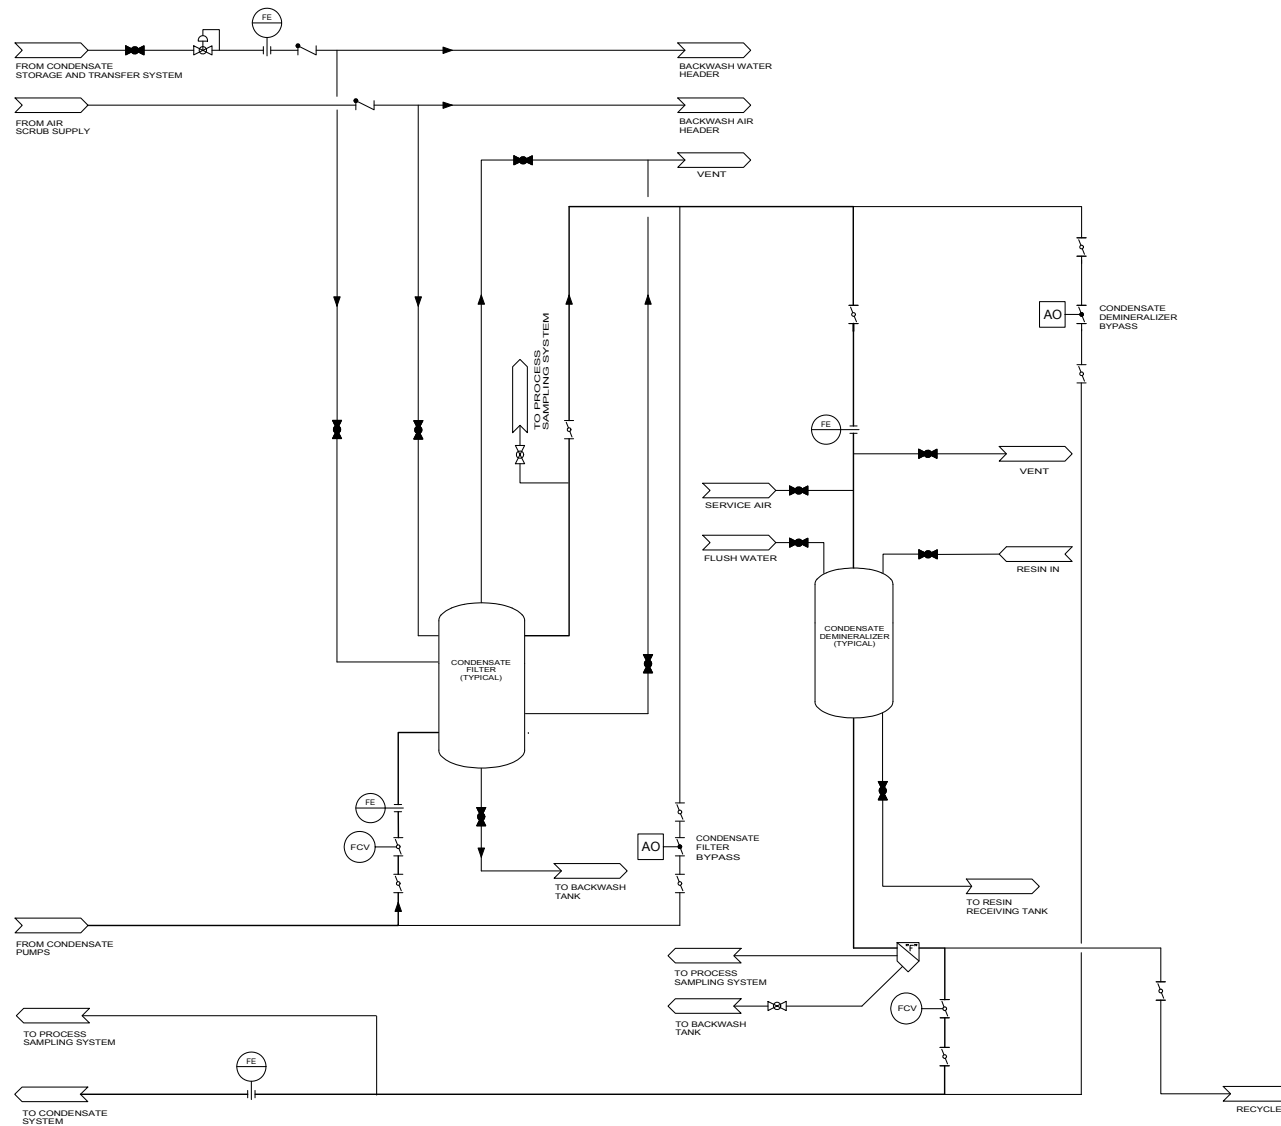 FE
FROM CONDENSATE
STORAGE AND TRANSFER SYSTEM
BACKWASH WATER
HEADER
FROM AIR
SCRUB SUPPLY
BACKWASH AIR
HEADER
VENT
TO PROCESS
SAMPLING SYSTEM
AO
CONDENSATE
DEMINERALIZER
BYPASS
FE
VENT
SERVICE AIR
FLUSH WATER
RESIN IN
CONDENSATE
FILTER
(TYPICAL)
CONDENSATE
DEMINERALIZER
(TYPICAL)
FE
FCV
AO
CONDENSATE
FILTER
BYPASS
TO BACKWASH
TANK
TO RESIN
RECEIVING TANK
FROM CONDENSATE
PUMPS
"F"
TO PROCESS
SAMPLING SYSTEM
TO BACKWASH
TANK
FCV
TO PROCESS
SAMPLING SYSTEM
FE
TO CONDENSATE
SYSTEM
RECYCLE